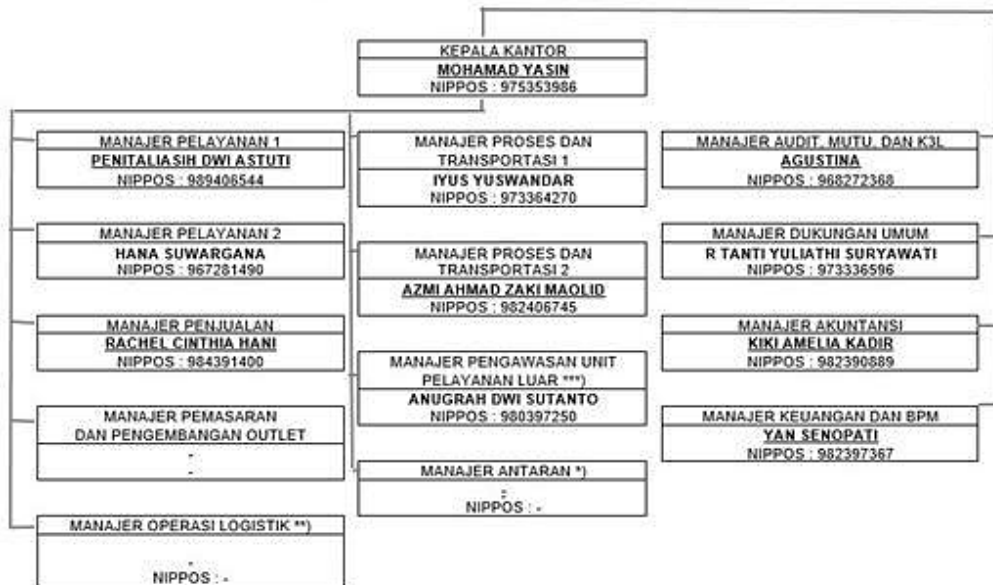 KEPALA KANTOR
MOHAMAD YASIN
NIPPOS : 975353986
MANAJER PELAYANAN 1
PENITALIASIH DWI ASTUTI
NIPPOS : 989406544
MANAJER PELAYANAN 2
HANA SUWARGANA
NIPPOS : 967281490
MANAJER PENJUALAN
RACHEL CINTHIA HANI
NIPPOS : 984391400
MANAJER PEMASARAN
DAN PENGEMBANGAN OUTLET
-
-
MANAJER OPERASI LOGISTIK **)
-
NIPPOS : -
MANAJER PROSES DAN
TRANSPORTASI 1
IYUS YUSWANDAR
NIPPOS : 973364270
MANAJER PROSES DAN
TRANSPORTASI 2
AZMI AHMAD ZAKI MAOLID
NIPPOS : 982406745
MANAJER PENGAWASAN UNIT
PELAYANAN LUAR ***)
ANUGRAH DWI SUTANTO
NIPPOS : 980397250
MANAJER ANTARAN *)
-
NIPPOS : -
MANAJER AUDIT, MUTU, DAN K3L
AGUSTINA
NIPPOS : 968272368
MANAJER DUKUNGAN UMUM
R TANTI YULIATHI SURYAWATI
NIPPOS : 973336596
MANAJER AKUNTANSI
KIKI AMELIA KADIR
NIPPOS : 982390889
MANAJER KEUANGAN DAN BPM
YAN SENOPATI
NIPPOS : 982397367